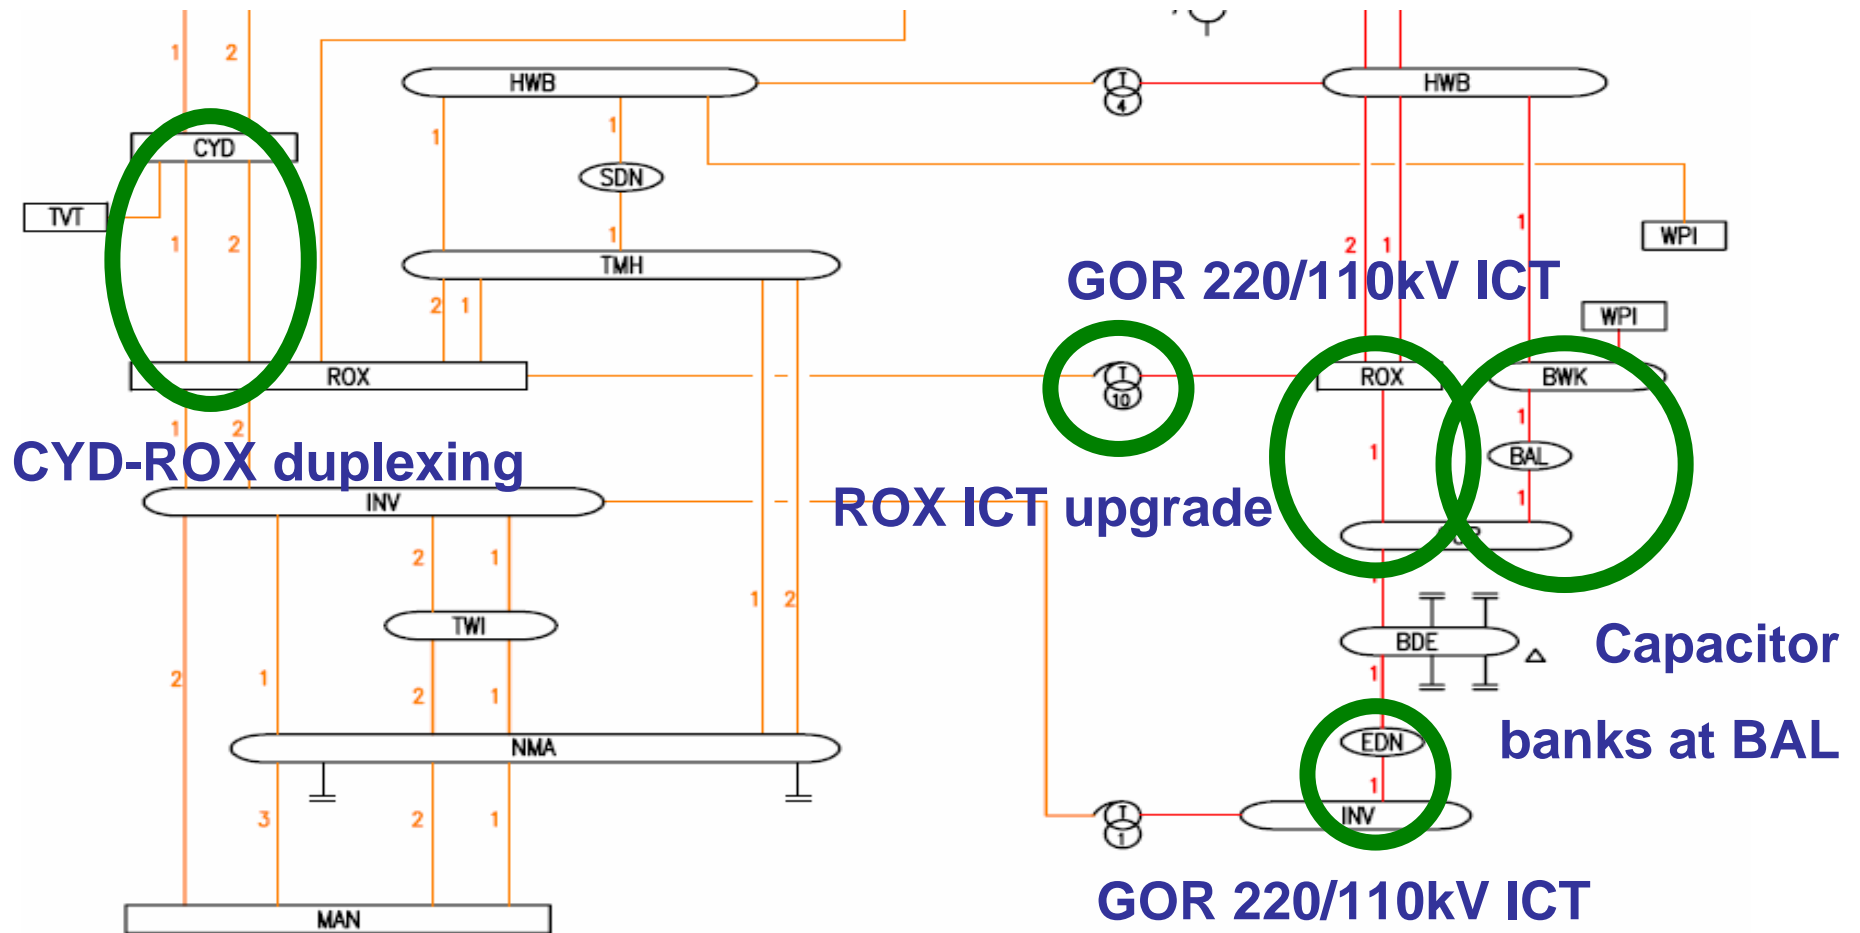 1 2
HWB HWB
T
4
CYD
1 1
SDN
TVT
1 2 1 2 1 1
WPI
TMH
GOR 220/110kV ICT
2 1
WPI
ROX T
10 ROX BWK
1 2 1
CYD-ROX duplexing
1 BAL
INV
ROX ICT upgrade
1
2 1
1 2
TWI
BDE
Capacitor
2 1 2 1 1
NMA
EDN
banks at BAL
1
3 2 1
T
1
INV
GOR 220/110kV ICT
MAN